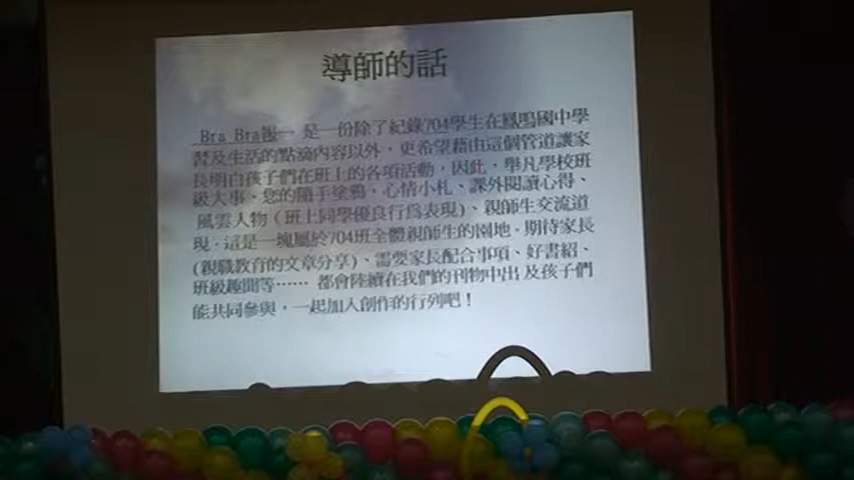 導師的話
Bra Bra報一 是一份除了紀錄704學生在鳳鳴國中學
習及生活的點滴內容以外，更希望藉由這個管道讓家
長明白孩子們在班上的各項活動，因此，舉凡學校班
級大事、您的隨手塗鴉，心情小札、課外閱讀心得、
風雲人物（班上同學優良行為表現）、親師生交流道
現．這是一塊屬於704班全體親師生的園地．期待家長
(親職教育的文章分享)、需要家長配合事項、好書紹、
班級趣聞等…… 都會陸續在我們的刊物中出 及孩子們
能共同參與，一起加入創作的行列吧！